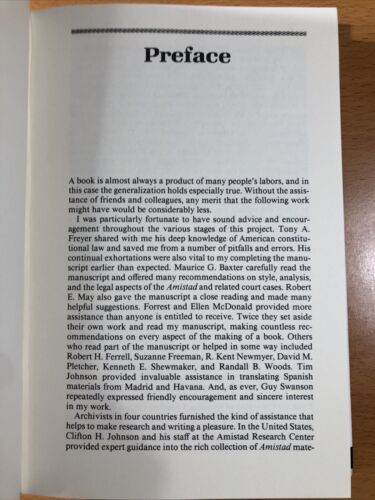 Preface
A book is almost always a product of many people's labors, and in
this case the generalization holds especially true. Without the assis-
tance of friends and colleagues, any merit that the following work
might have would be considerably less.
I was particularly fortunate to have sound advice and encour-
agement throughout the various stages of this project. Tony A.
Freyer shared with me his deep knowledge of American constitu-
tional law and saved me from a number of pitfalls and errors. His
continual exhortations were also vital to my completing the manu-
script earlier than expected. Maurice G. Baxter carefully read the
manuscript and offered many recommendations on style, analysis,
and the legal aspects of the Amistad and related court cases. Robert
E. May also gave the manuscript a close reading and made many
helpful suggestions. Forrest and Ellen McDonald provided more
assistance than anyone is entitled to receive. Twice they set aside
their own work and read my manuscript, making countless rec-
ommendations on every aspect of the making of a book. Others
who read part of the manuscript or helped in some way included
Robert H. Ferrell, Suzanne Freeman, R. Kent Newmyer, David M.
Pletcher, Kenneth E. Shewmaker, and Randall B. Woods. Tim
Johnson provided invaluable assistance in translating Spanish
materials from Madrid and Havana. And, as ever, Guy Swanson
repeatedly expressed friendly encouragement and sincere interest
in my work.
Archivists in four countries furnished the kind of assistance that
helps to make research and writing a pleasure. In the United States,
Clifton H. Johnson and his staff at the Amistad Research Center
provided expert guidance into the rich collection of Amistad mate-